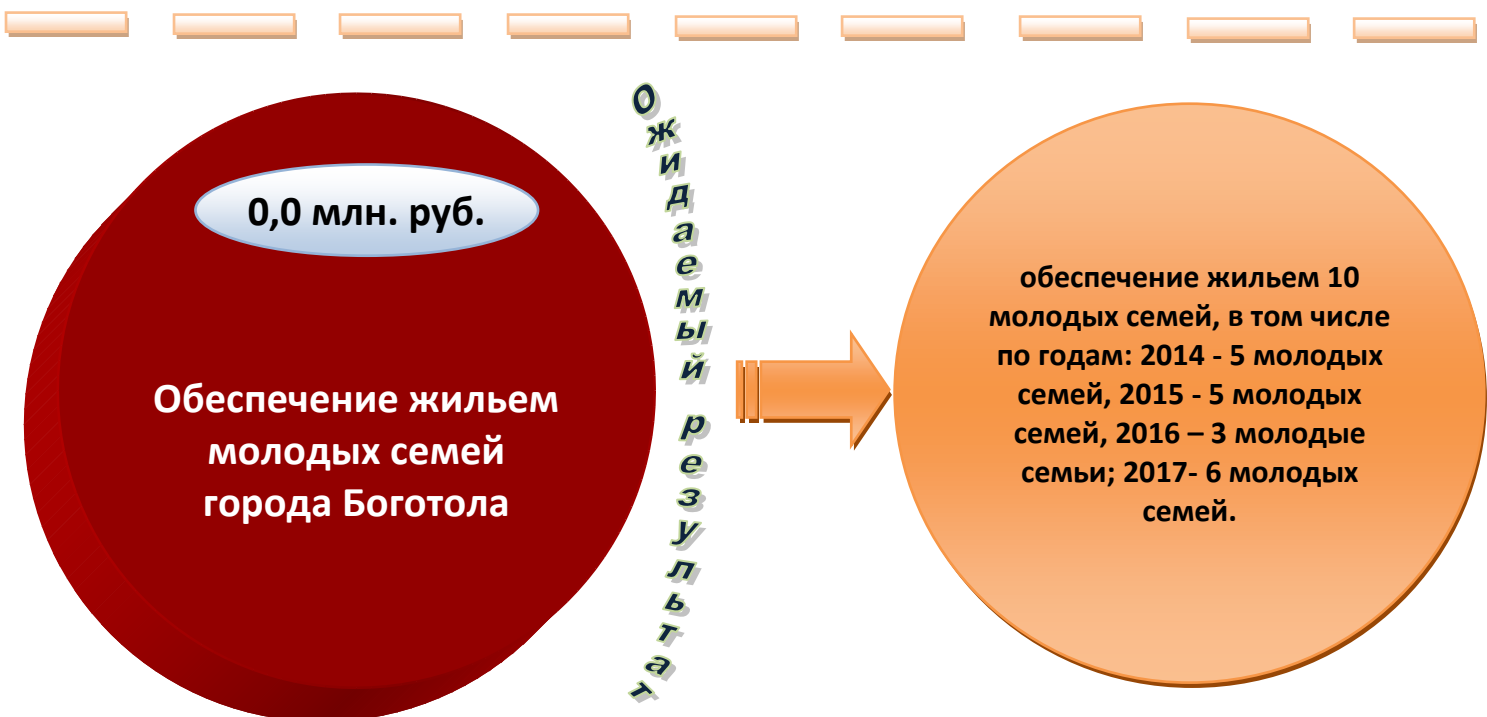 0,0 млн. руб.
Обеспечение жильем
молодых семей
города Боготола
Ожидаемый результат
обеспечение жильем 10
молодых семей, в том числе
по годам: 2014 - 5 молодых
семей, 2015 - 5 молодых
семей, 2016 – 3 молодые
семьи; 2017- 6 молодых
семей.